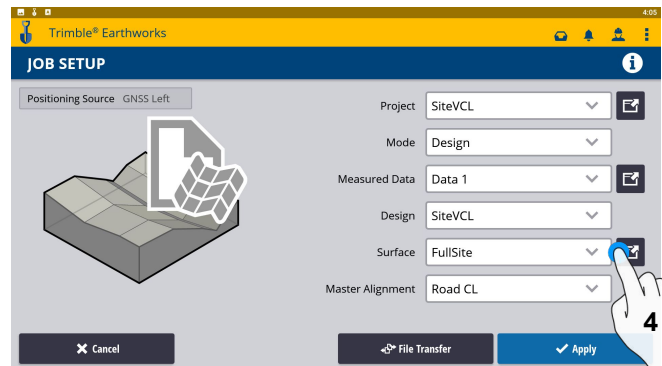 4:05
Trimble® Earthworks
JOB SETUP
Positioning Source GNSS Left
Project SiteVCL
Mode Design
Measured Data Data 1
Design SiteVCL
Surface FullSite
Master Alignment Road CL
4
Cancel File Transfer Apply